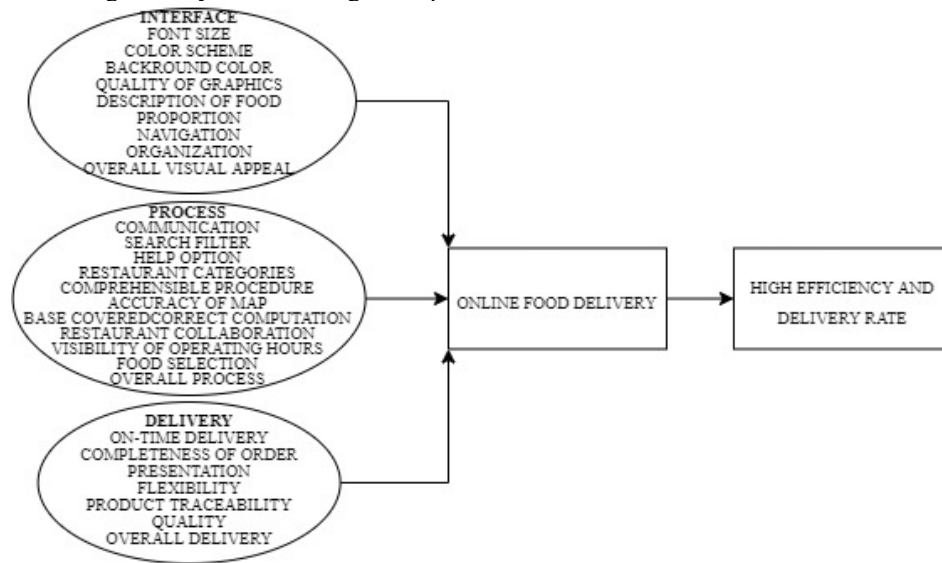 INTERFACE
FONT SIZE
COLOR SCHEME
BACKROUND COLOR
QUALITY OF GRAPHICS
DESCRIPTION OF FOOD
PROPORTION
NAVIGATION
ORGANIZATION
OVERALL VISUAL APPEAL
PROCESS
COMMUNICATION
SEARCH FILTER
HELP OPTION
RESTAURANT CATEGORIES
COMPREHENSIBLE PROCEDURE
ACCURACY OF MAP
BASE COVEREDCORRECT COMPUTATION
RESTAURANT COLLABORATION
VISIBILITY OF OPERATING HOURS
FOOD SELECTION
OVERALL PROCESS
DELIVERY
ON-TIME DELIVERY
COMPLETENESS OF ORDER
PRESENTATION
FLEXIBILITY
PRODUCT TRACEABILITY
QUALITY
OVERALL DELIVERY
ONLINE FOOD DELIVERY
HIGH EFFICIENCY AND
DELIVERY RATE